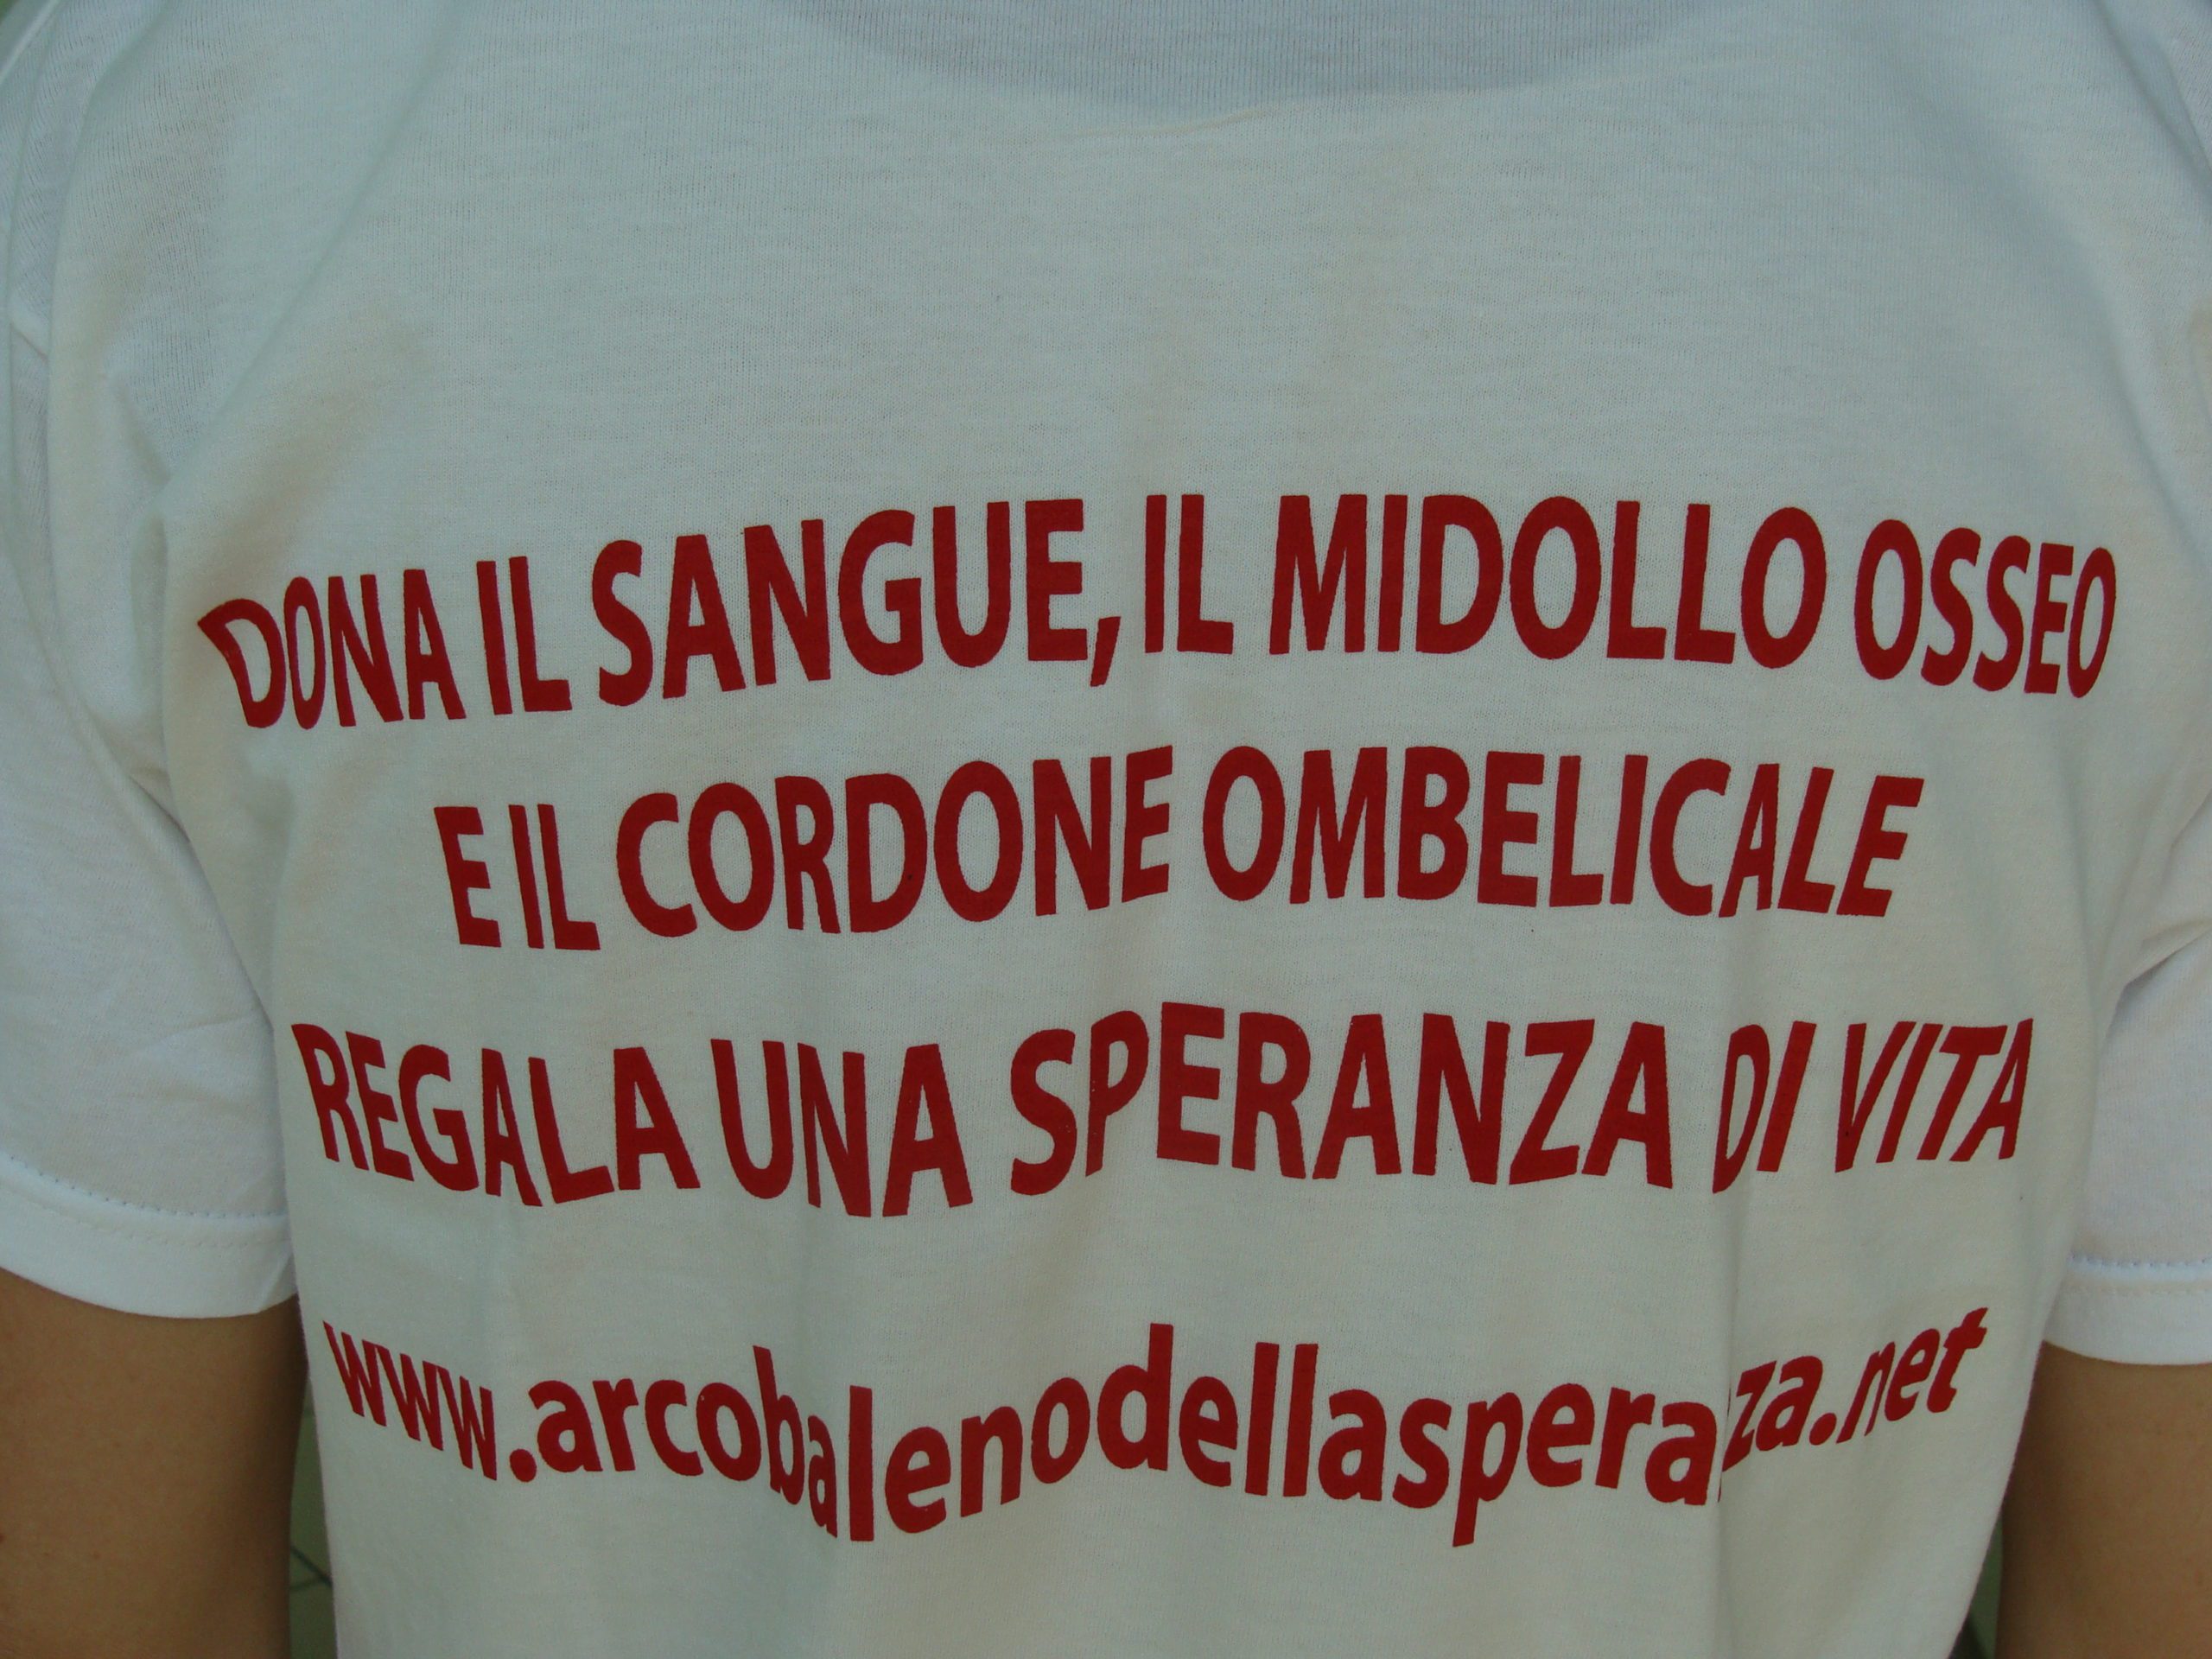 DONA IL SANGUE, IL MIDOLLO OSSEO
E IL CORDONE OMBELICALE
REGALA UNA SPERANZA DI VITA
www.arcobalenodellasperanza.net